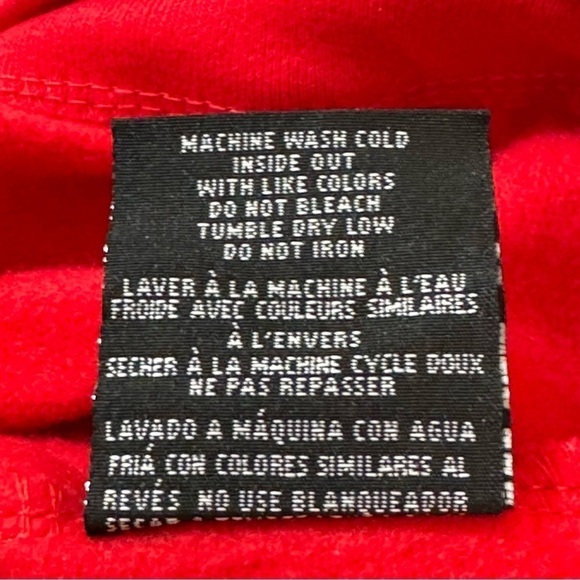 MACHINE WASH COLD
INSIDE OUT
WITH LIKE COLORS
DO NOT BLEACH
TUMBLE DRY LOW
DO NOT IRON
LAVER À LA MACHINE À L'EAU
FROIDE AVEC COULEURS SIMILAIRES
À L'ENVERS
SECHER À LA MACHINE CYCLE DOUX
NE PAS REPASSER
LAVADO A MÁQUINA CON AGUA
FRIÁ CON COLORES SIMILARES AL
REVÉS NO USE BLANQUEADOR